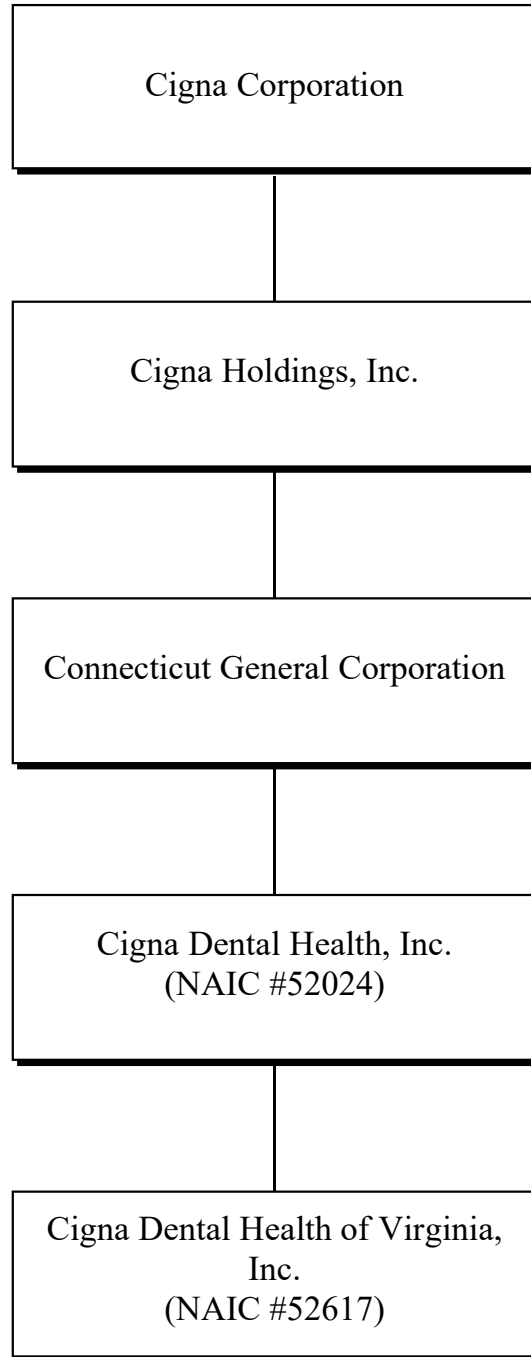 Cigna Corporation
Cigna Holdings, Inc.
Connecticut General Corporation
Cigna Dental Health, Inc.
(NAIC #52024)
Cigna Dental Health of Virginia,
Inc.
(NAIC #52617)